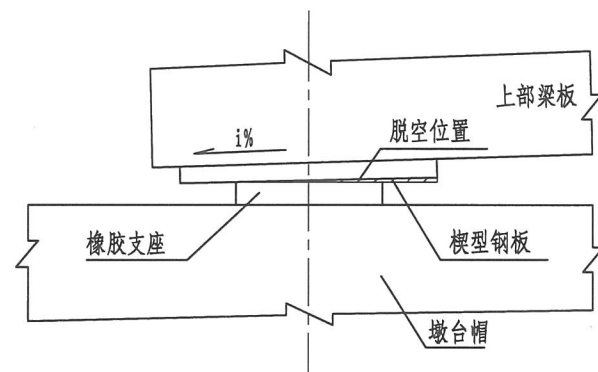 上部梁板
i%
脱空位置
橡胶支座
楔型钢板
墩台帽